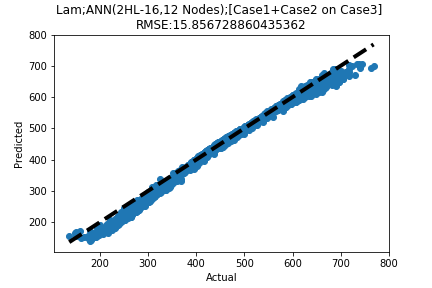 Lam;ANN(2HL-16,12 Nodes);[Case1+Case2 on Case3]
RMSE:15.856728860435362
800
700
600
500
400
300
200
Predicted
200 300 400 500 600 700 800
Actual